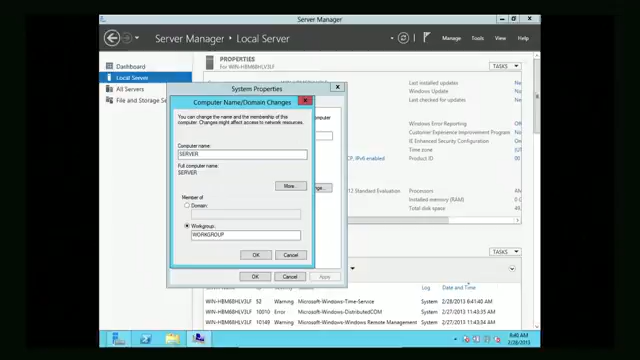 Server Manager
Server Manager
Local Server
Manage
Tools
View
Help
Dashboard
Local Server
All Servers
File and Storage Se
PROPERTIES
For WIN-HBM6BHLV3LF
TASKS
Last installed updates
Windows Update
Last checked for updates
Windows Error Reporting
Customer Experience Improvement Program
IE Enhanced Security Configuration
Time zone
Product ID
CP, IPv6 enabled
12 Standard Evaluation
Processors
Installed memory (RAM)
Total disk space
System Properties
Computer Name/Domain Changes
You can change the name and the membership of this
computer. Changes might affect access to network resources.
Computer name:
SERVER
Full computer name:
SERVER
More...
Member of
Domain:
Workgroup:
WORKGROUP
OK
Cancel
OK
Cancel
Apply
TASKS
Log
Date and Time
WIN-HBM6BHLV3LF 52 Warning Microsoft-Windows-Time-Service System 2/28/2013 6:41:40 AM
WIN-HBM6BHLV3LF 10010 Error Microsoft-Windows-DistributedCOM System 2/27/2013 11:43:35 AM
WIN-HBM6BHLV3LF 10149 Warning Microsoft-Windows-Windows Remote Management System 2/27/2013 11:43:34 AM
6:40 AM
2/28/2013